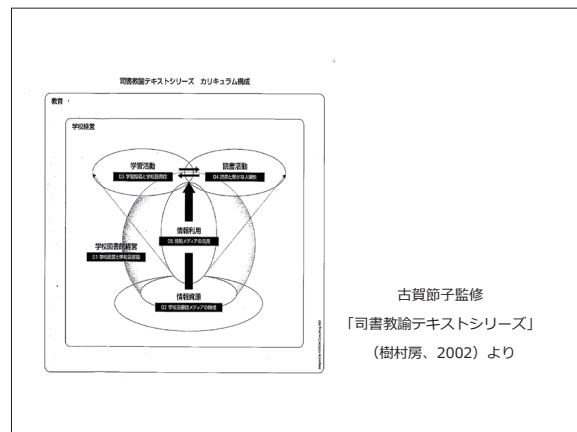 司書教諭テキストシリーズ カリキュラム構成
教育
学校経営
学習活動
03 学習指導と学校図書館
読書活動
04 読書と豊かな人間性
情報利用
05 情報メディアの活用
学校図書館経営
01 学校経営と学校図書館
情報資源
02 学校図書館メディアの構成
古賀節子監修
「司書教諭テキストシリーズ」
（樹村房、2002）より